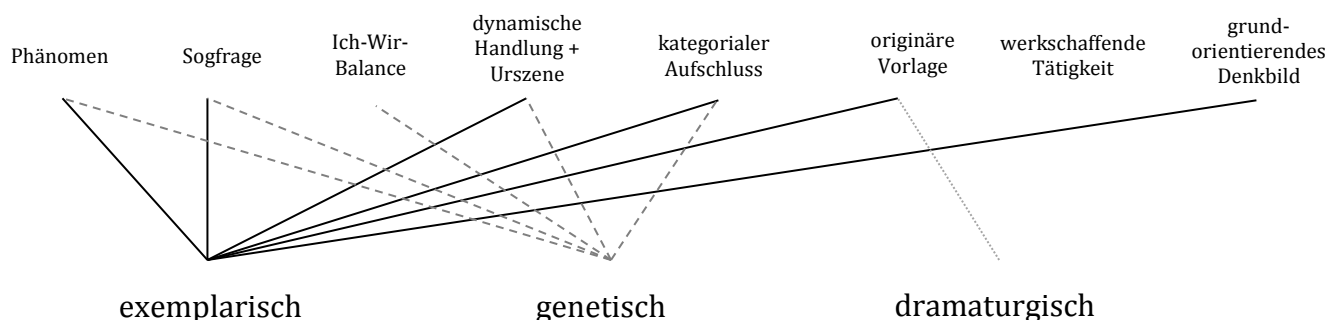 Phänomen
Sogfrage
Ich-Wir-
Balance
dynamische
Handlung +
Urszene
kategorialer
Aufschluss
originäre
Vorlage
werkschaffende
Tätigkeit
grund-
orientierendes
Denkbild
exemplarisch
genetisch
dramaturgisch